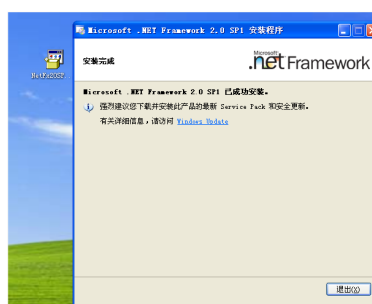 Microsoft .NET Framework 2.0 SP1 安装程序
安装完成
Microsoft
.net Framework
Microsoft .NET Framework 2.0 SP1 已成功安装。
强烈建议您下载并安装此产品的最新 Service Pack 和安全更新。
有关详细信息，请访问 Windows Update
退出(X)